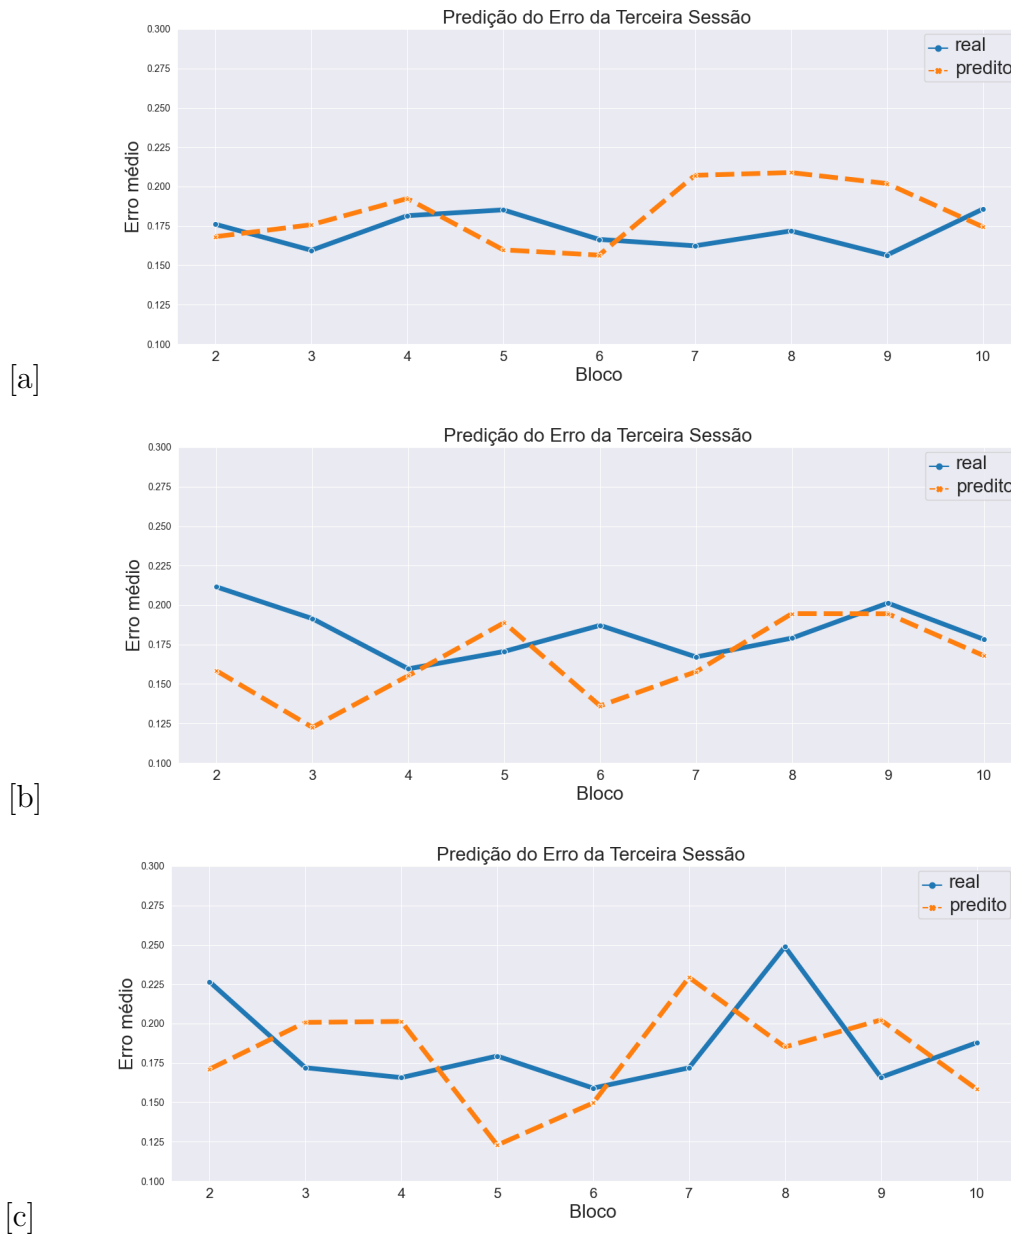 Predição do Erro da Terceira Sessão
0.300
real
predito
0.275
0.250
0.225
0.200
0.175
0.150
0.125
0.100
Erro médio
2 3 4 5 6 7 8 9 10
Bloco
[a]
Predição do Erro da Terceira Sessão
0.300
real
predito
0.275
0.250
0.225
0.200
0.175
0.150
0.125
0.100
Erro médio
2 3 4 5 6 7 8 9 10
Bloco
[b]
Predição do Erro da Terceira Sessão
0.300
real
predito
0.275
0.250
0.225
0.200
0.175
0.150
0.125
0.100
Erro médio
2 3 4 5 6 7 8 9 10
Bloco
[c]